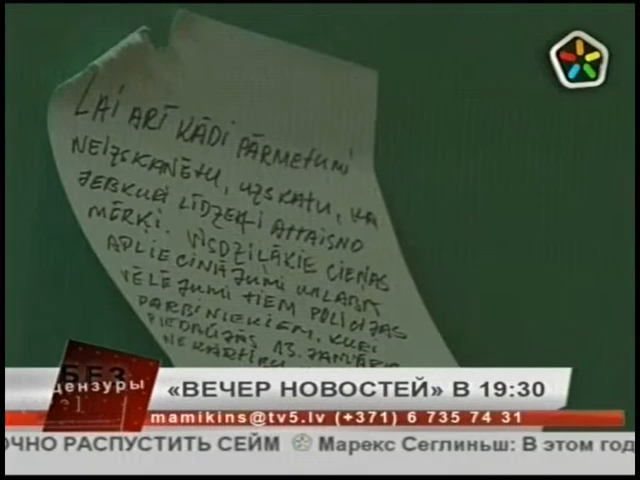 LAI ARĪ KĀDI PĀRMETUMI
NEIZSKANĒTU, UZSKATU, KA
JEBKURI LĪDZEKĻI ATTAISNO
MĒRĶI. VISDZIĻĀKIE CIEŅAS
APLIECINĀJUMI UN LABA
VĒLĒJUMI TIEM POLICIJAS
DARBINIEKIEM, KURI
PIEDALĪJĀS 13. JANVĀRA
БЕЗ
цензуры
«ВЕЧЕР НОВОСТЕЙ» В 19:30
mamikins@tv5.lv (+371) 6 735 74 31
ОЧНО РАСПУСТИТЬ СЕЙМ Марекс Сеглиньш: В этом год